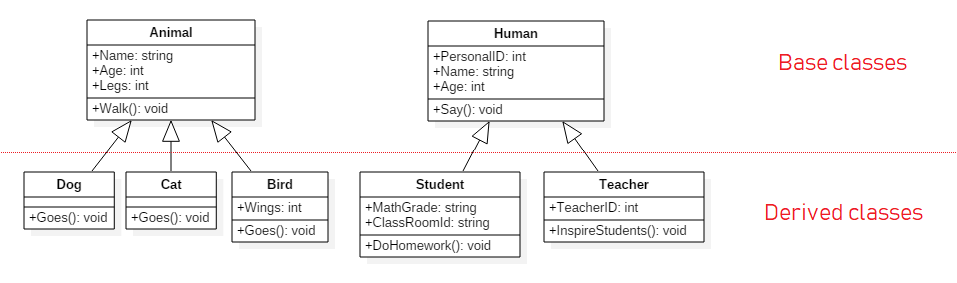 Animal
+Name: string
+Age: int
+Legs: int
+Walk(): void
Human
+PersonalID: int
+Name: string
+Age: int
+Say(): void
Base classes
Dog
+Goes(): void
Cat
+Goes(): void
Bird
+Wings: int
+Goes(): void
Student
+MathGrade: string
+ClassRoomId: string
+DoHomework(): void
Teacher
+TeacherID: int
+InspireStudents(): void
Derived classes